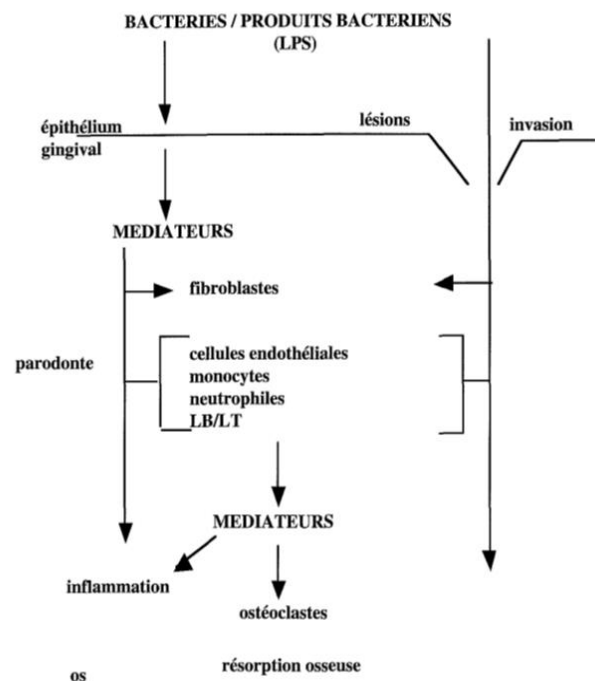 BACTERIES / PRODUITS BACTERIENS
(LPS)
épithélium
gingival
lésions
invasion
MEDIATEURS
fibroblastes
parodonte
cellules endothéliales
monocytes
neutrophiles
LB/LT
MEDIATEURS
inflammation
ostéoclastes
résorption osseuse
os